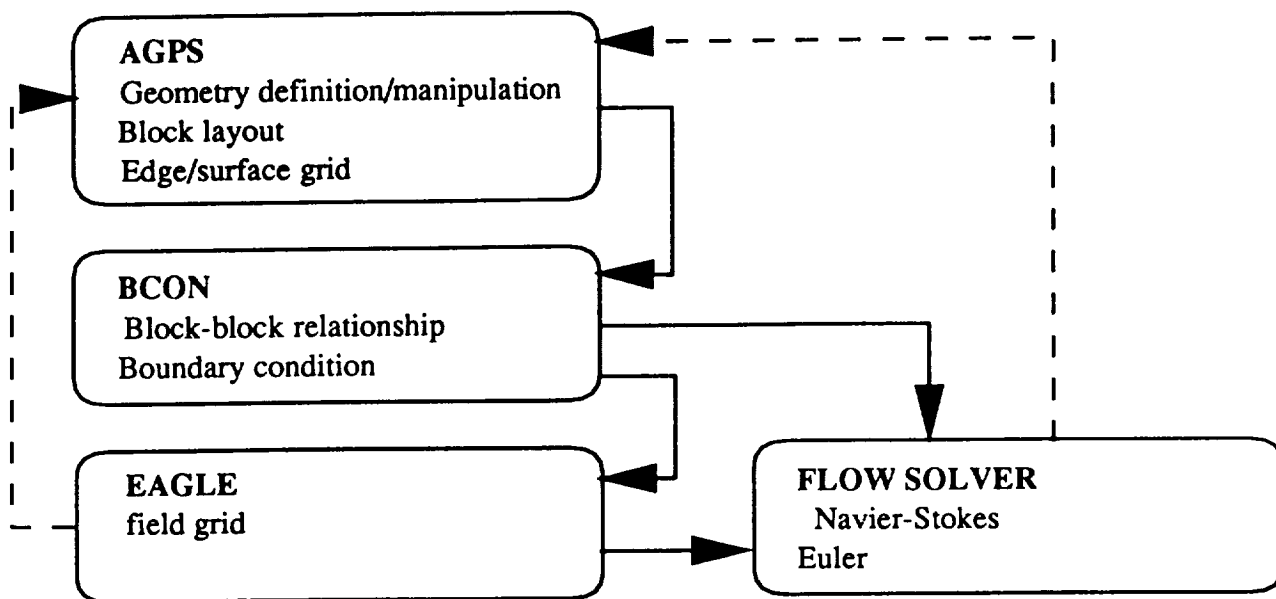 AGPS
Geometry definition/manipulation
Block layout
Edge/surface grid
BCON
Block-block relationship
Boundary condition
EAGLE
field grid
FLOW SOLVER
Navier-Stokes
Euler